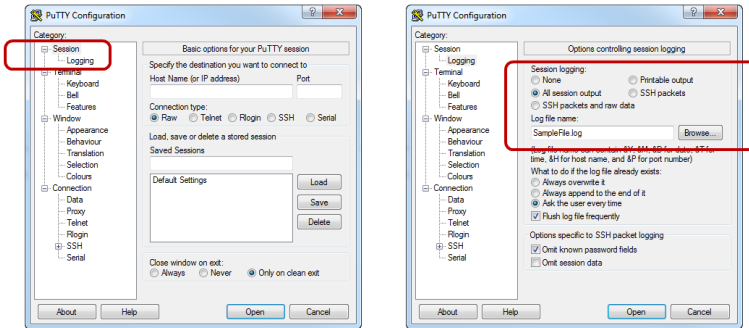 PuTTY Configuration
Category:
Session
Logging
Terminal
Keyboard
Bell
Features
Window
Appearance
Behaviour
Translation
Selection
Colours
Connection
Data
Proxy
Telnet
Rlogin
SSH
Serial
Basic options for your PuTTY session
Specify the destination you want to connect to
Host Name (or IP address) Port
Connection type:
Raw Telnet Rlogin SSH Serial
Load, save or delete a stored session
Saved Sessions
Default Settings
Load
Save
Delete
Close window on exit:
Always Never Only on clean exit
About Help Open Cancel
PuTTY Configuration
Category:
Session
Logging
Terminal
Keyboard
Bell
Features
Window
Appearance
Behaviour
Translation
Selection
Colours
Connection
Data
Proxy
Telnet
Rlogin
SSH
Serial
Options controlling session logging
Session logging:
None Printable output
All session output SSH packets
SSH packets and raw data
Log file name:
SampleFile.log Browse...
(Log file name can contain &Y, &M, &D for date, &T for
time, &H for host name, and &P for port number)
What to do if the log file already exists:
Always overwrite it
Always append to the end of it
Ask the user every time
Flush log file frequently
Options specific to SSH packet logging
Omit known password fields
Omit session data
About Help Open Cancel